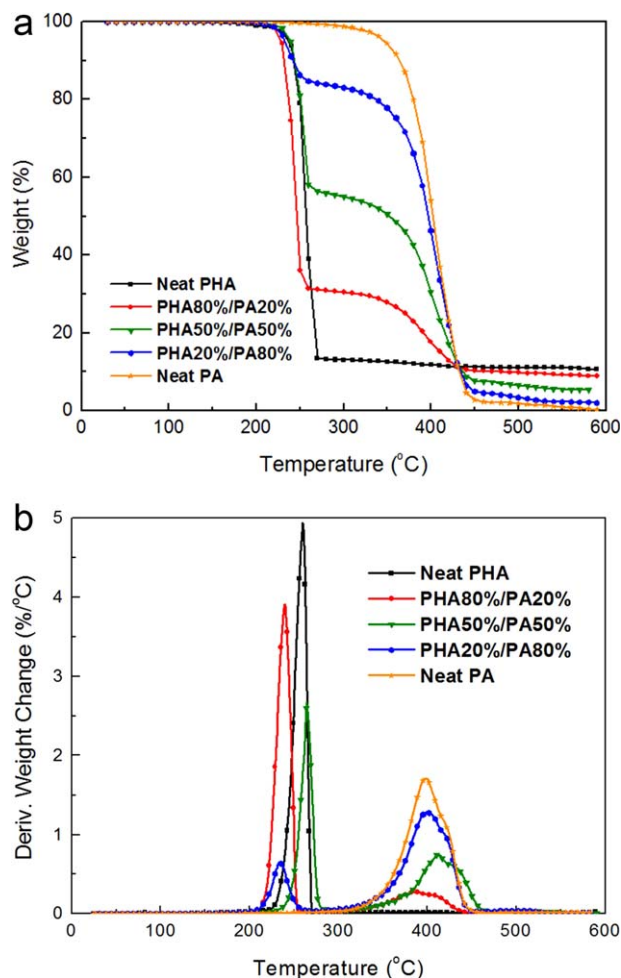 a
100
80
60
40
20
0
Weight (%)
Neat PHA
PHA80%/PA20%
PHA50%/PA50%
PHA20%/PA80%
Neat PA
0 100 200 300 400 500 600
Temperature (°C)
b
5
4
3
2
1
0
Deriv. Weight Change (%/°C)
Neat PHA
PHA80%/PA20%
PHA50%/PA50%
PHA20%/PA80%
Neat PA
0 100 200 300 400 500 600
Temperature (°C)